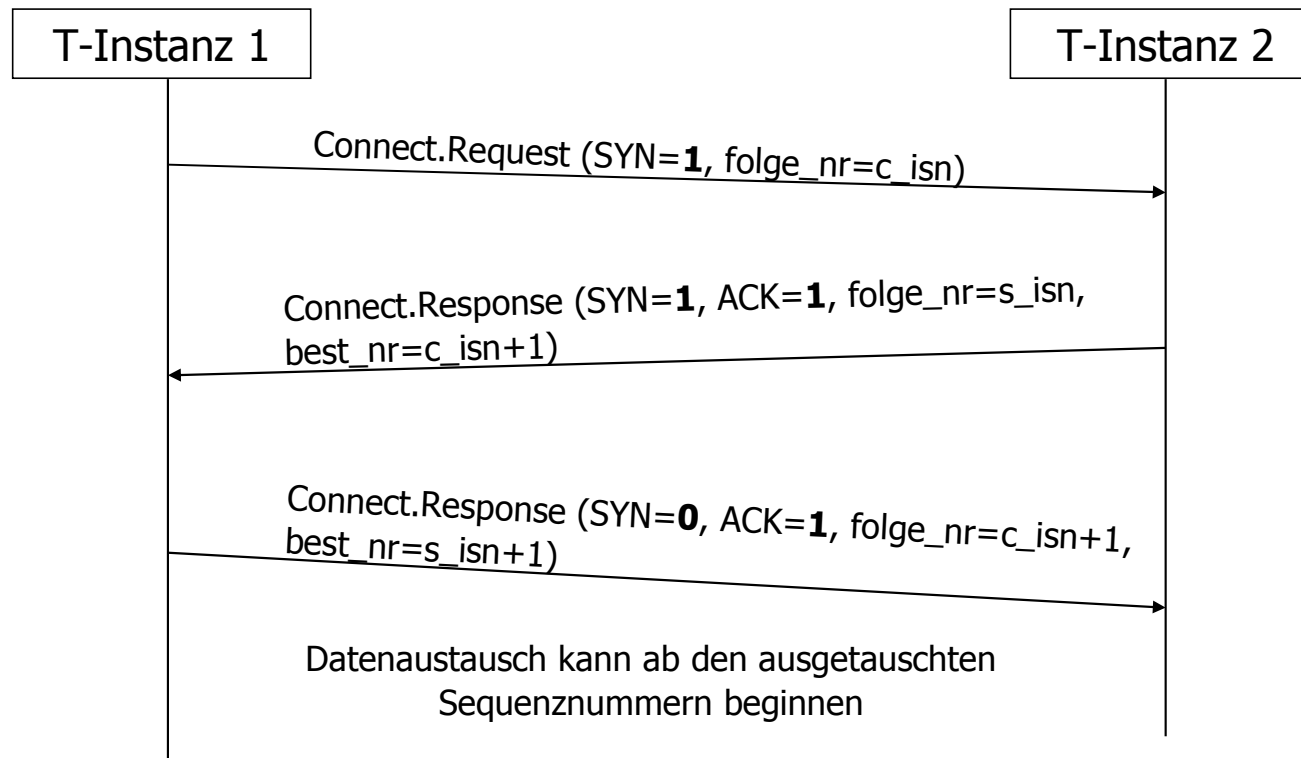 T-Instanz 1
T-Instanz 2
Connect.Request (SYN=1, folge_nr=c_isn)
Connect.Response (SYN=1, ACK=1, folge_nr=s_isn,
best_nr=c_isn+1)
Connect.Response (SYN=0, ACK=1, folge_nr=c_isn+1,
best_nr=s_isn+1)
Datenaustausch kann ab den ausgetauschten
Sequenznummern beginnen